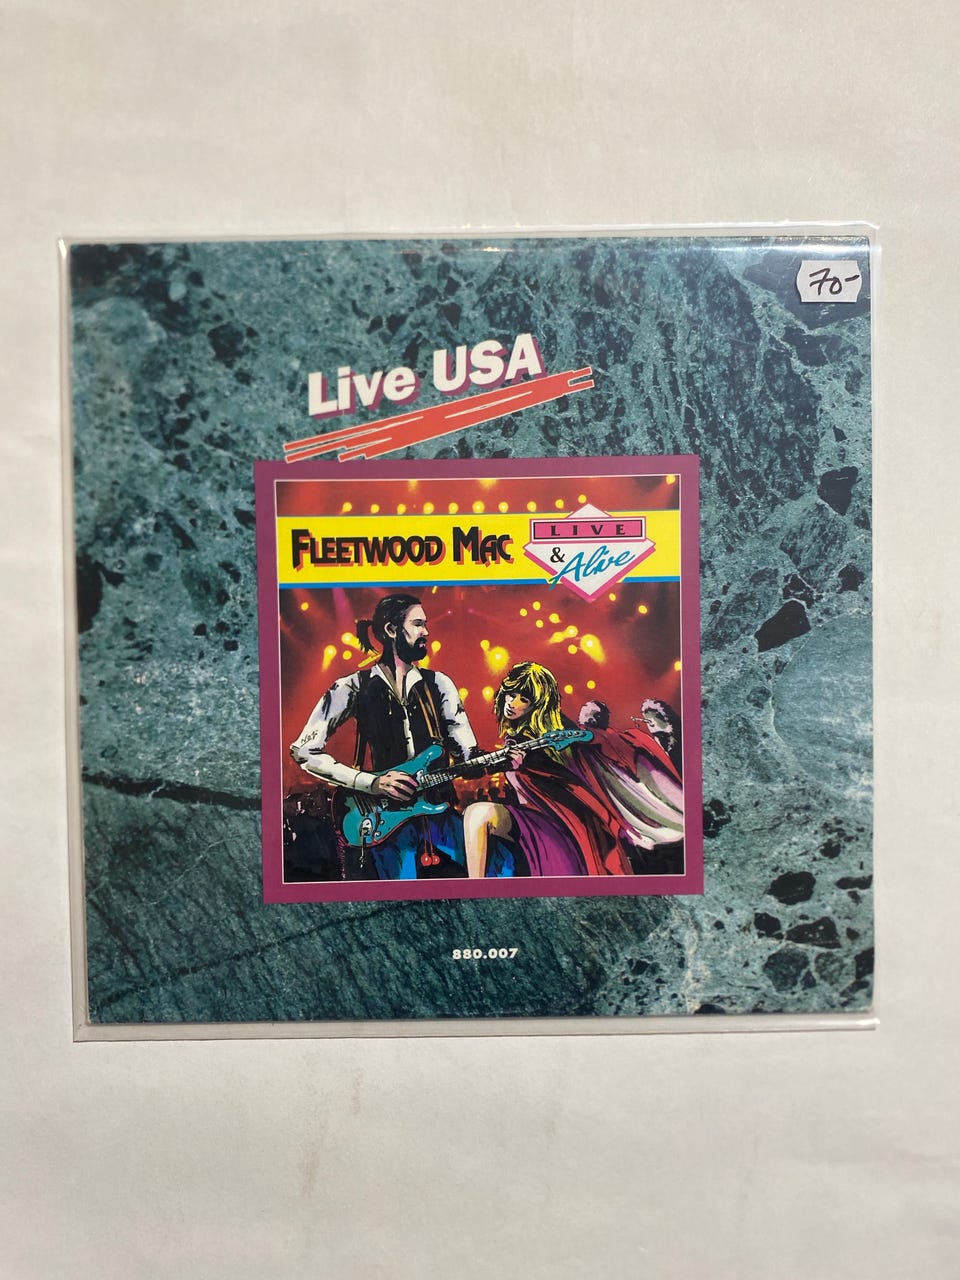 70-
Live USA
FLEETWOOD MAC
LIVE
&
Alive
880.007